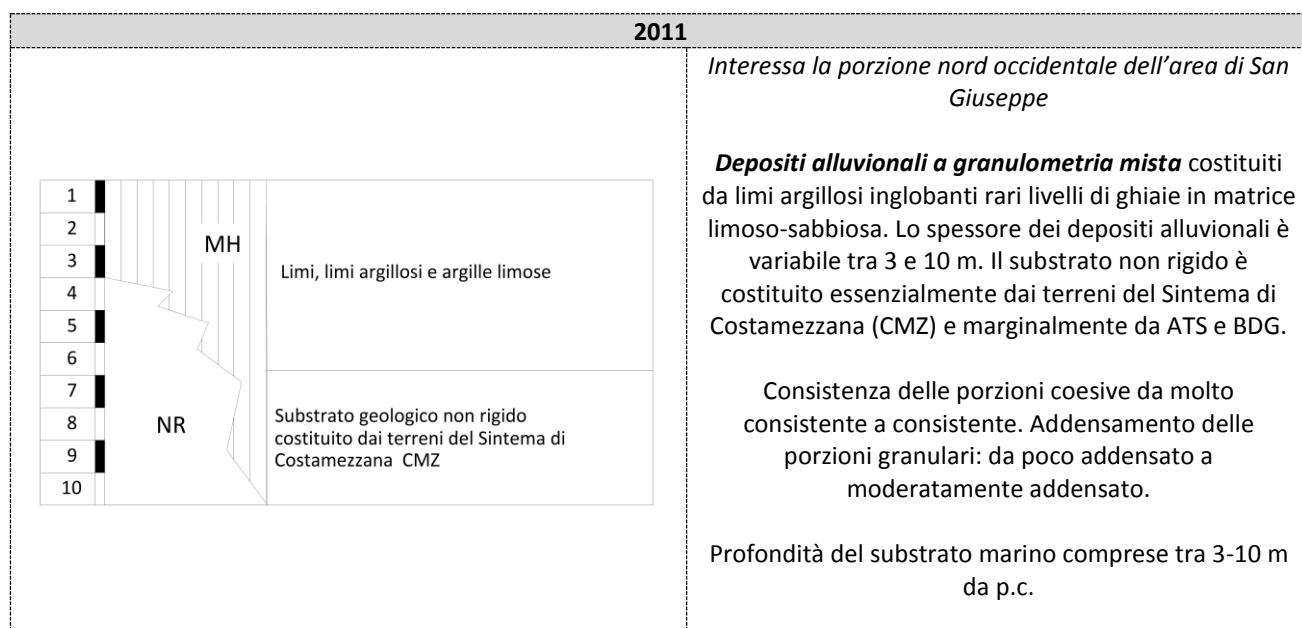 2011
1
2
3
4
5
6
7
8
9
10
MH
NR
Limi, limi argillosi e argille limose
Substrato geologico non rigido
costituito dai terreni del Sintema di
Costamezzana CMZ
Interessa la porzione nord occidentale dell’area di San
Giuseppe
Depositi alluvionali a granulometria mista costituiti
da limi argillosi inglobanti rari livelli di ghiaie in matrice
limoso-sabbiosa. Lo spessore dei depositi alluvionali è
variabile tra 3 e 10 m. Il substrato non rigido è
costituito essenzialmente dai terreni del Sintema di
Costamezzana (CMZ) e marginalmente da ATS e BDG.
Consistenza delle porzioni coesive da molto
consistente a consistente. Addensamento delle
porzioni granulari: da poco addensato a
moderatamente addensato.
Profondità del substrato marino comprese tra 3-10 m
da p.c.